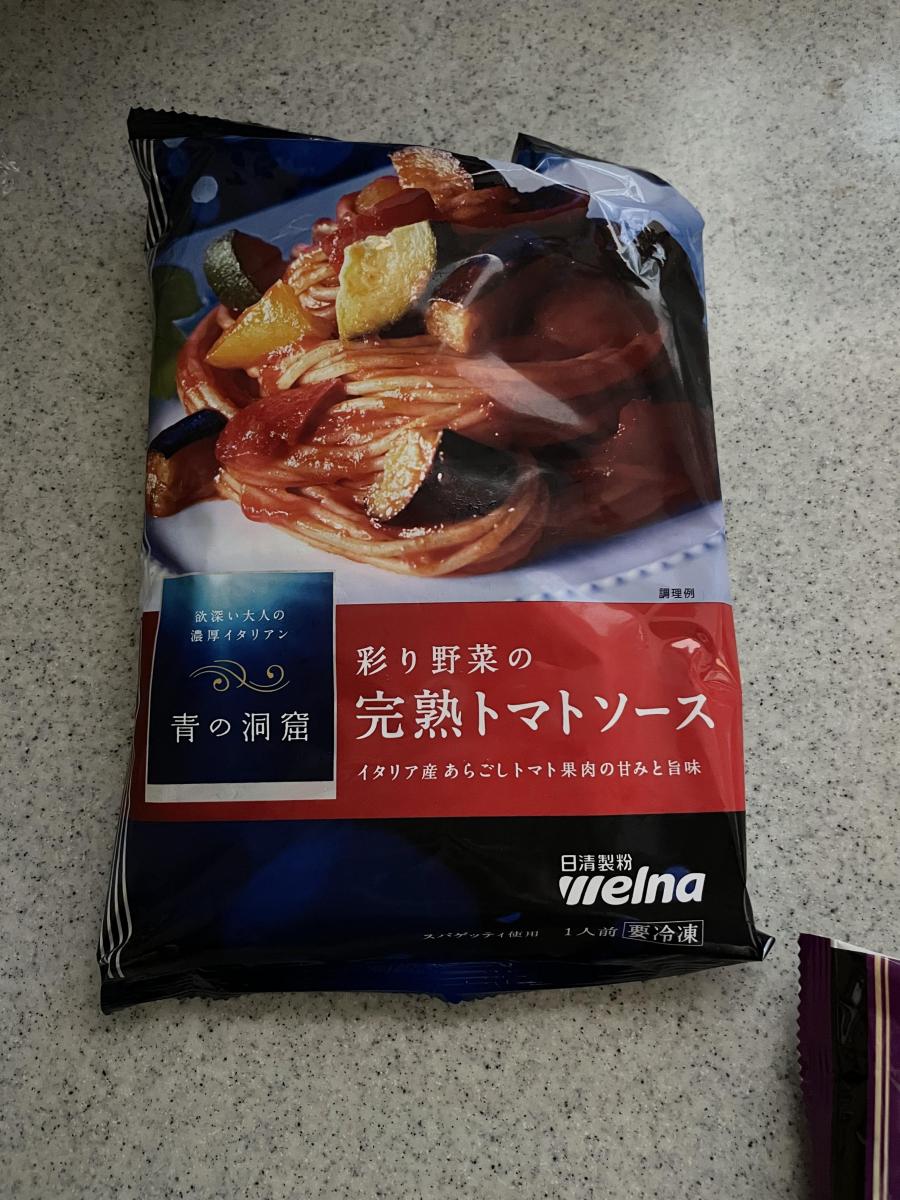 調理例
欲深い大人の
濃厚イタリアン
青の洞窟
彩り野菜の
完熟トマトソース
イタリア産 あらごしトマト果肉の甘みと旨味
日清製粉
welna
スパゲッティ使用 1人前 要冷凍